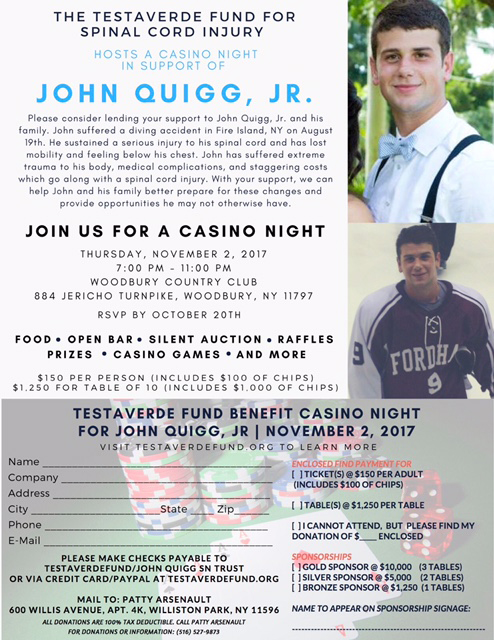 THE TESTAVERDE FUND FOR
SPINAL CORD INJURY
HOSTS A CASINO NIGHT
IN SUPPORT OF
JOHN QUIGG, JR.
Please consider lending your support to John Quigg, Jr. and his
family. John suffered a diving accident in Fire Island, NY on August
19th. He sustained a serious injury to his spinal cord and has lost
mobility and feeling below his chest. John has suffered extreme
trauma to his body, medical complications, and staggering costs
which go along with a spinal cord injury. With your support, we can
help John and his family better prepare for these changes and
provide opportunities he may not otherwise have.
JOIN US FOR A CASINO NIGHT
THURSDAY, NOVEMBER 2, 2017
7:00 PM - 11:00 PM
WOODBURY COUNTRY CLUB
884 JERICHO TURNPIKE, WOODBURY, NY 11797
RSVP BY OCTOBER 20TH
FOOD • OPEN BAR • SILENT AUCTION • RAFFLES
PRIZES • CASINO GAMES • AND MORE
$150 PER PERSON (INCLUDES $100 OF CHIPS)
$1,250 FOR TABLE OF 10 (INCLUDES $1,000 OF CHIPS)
FORDHA
9
9
TESTAVERDE FUND BENEFIT CASINO NIGHT
FOR JOHN QUIGG, JR | NOVEMBER 2, 2017
VISIT TESTAVERDEFUND.ORG TO LEARN MORE
Name
Company
Address
City State Zip
Phone
E-Mail
PLEASE MAKE CHECKS PAYABLE TO
TESTAVERDEFUND/JOHN QUIGG SN TRUST
OR VIA CREDIT CARD/PAYPAL AT TESTAVERDEFUND.ORG
MAIL TO: PATTY ARSENAULT
600 WILLIS AVENUE, APT. 4K, WILLISTON PARK, NY 11596
ALL DONATIONS ARE 100% TAX DEDUCTIBLE. CALL PATTY ARSENAULT
FOR DONATIONS OR INFORMATION: (516) 527-9873
ENCLOSED FIND PAYMENT FOR
[ ] TICKET(S) @ $150 PER ADULT
(INCLUDES $100 OF CHIPS)
[ ] TABLE(S) @ $1,250 PER TABLE
[ ] I CANNOT ATTEND, BUT PLEASE FIND MY
DONATION OF $____ ENCLOSED
SPONSORSHIPS
[ ] GOLD SPONSOR @ $10,000 (3 TABLES)
[ ] SILVER SPONSOR @ $5,000 (2 TABLES)
[ ] BRONZE SPONSOR @ $1,250 (1 TABLES)
NAME TO APPEAR ON SPONSORSHIP SIGNAGE: